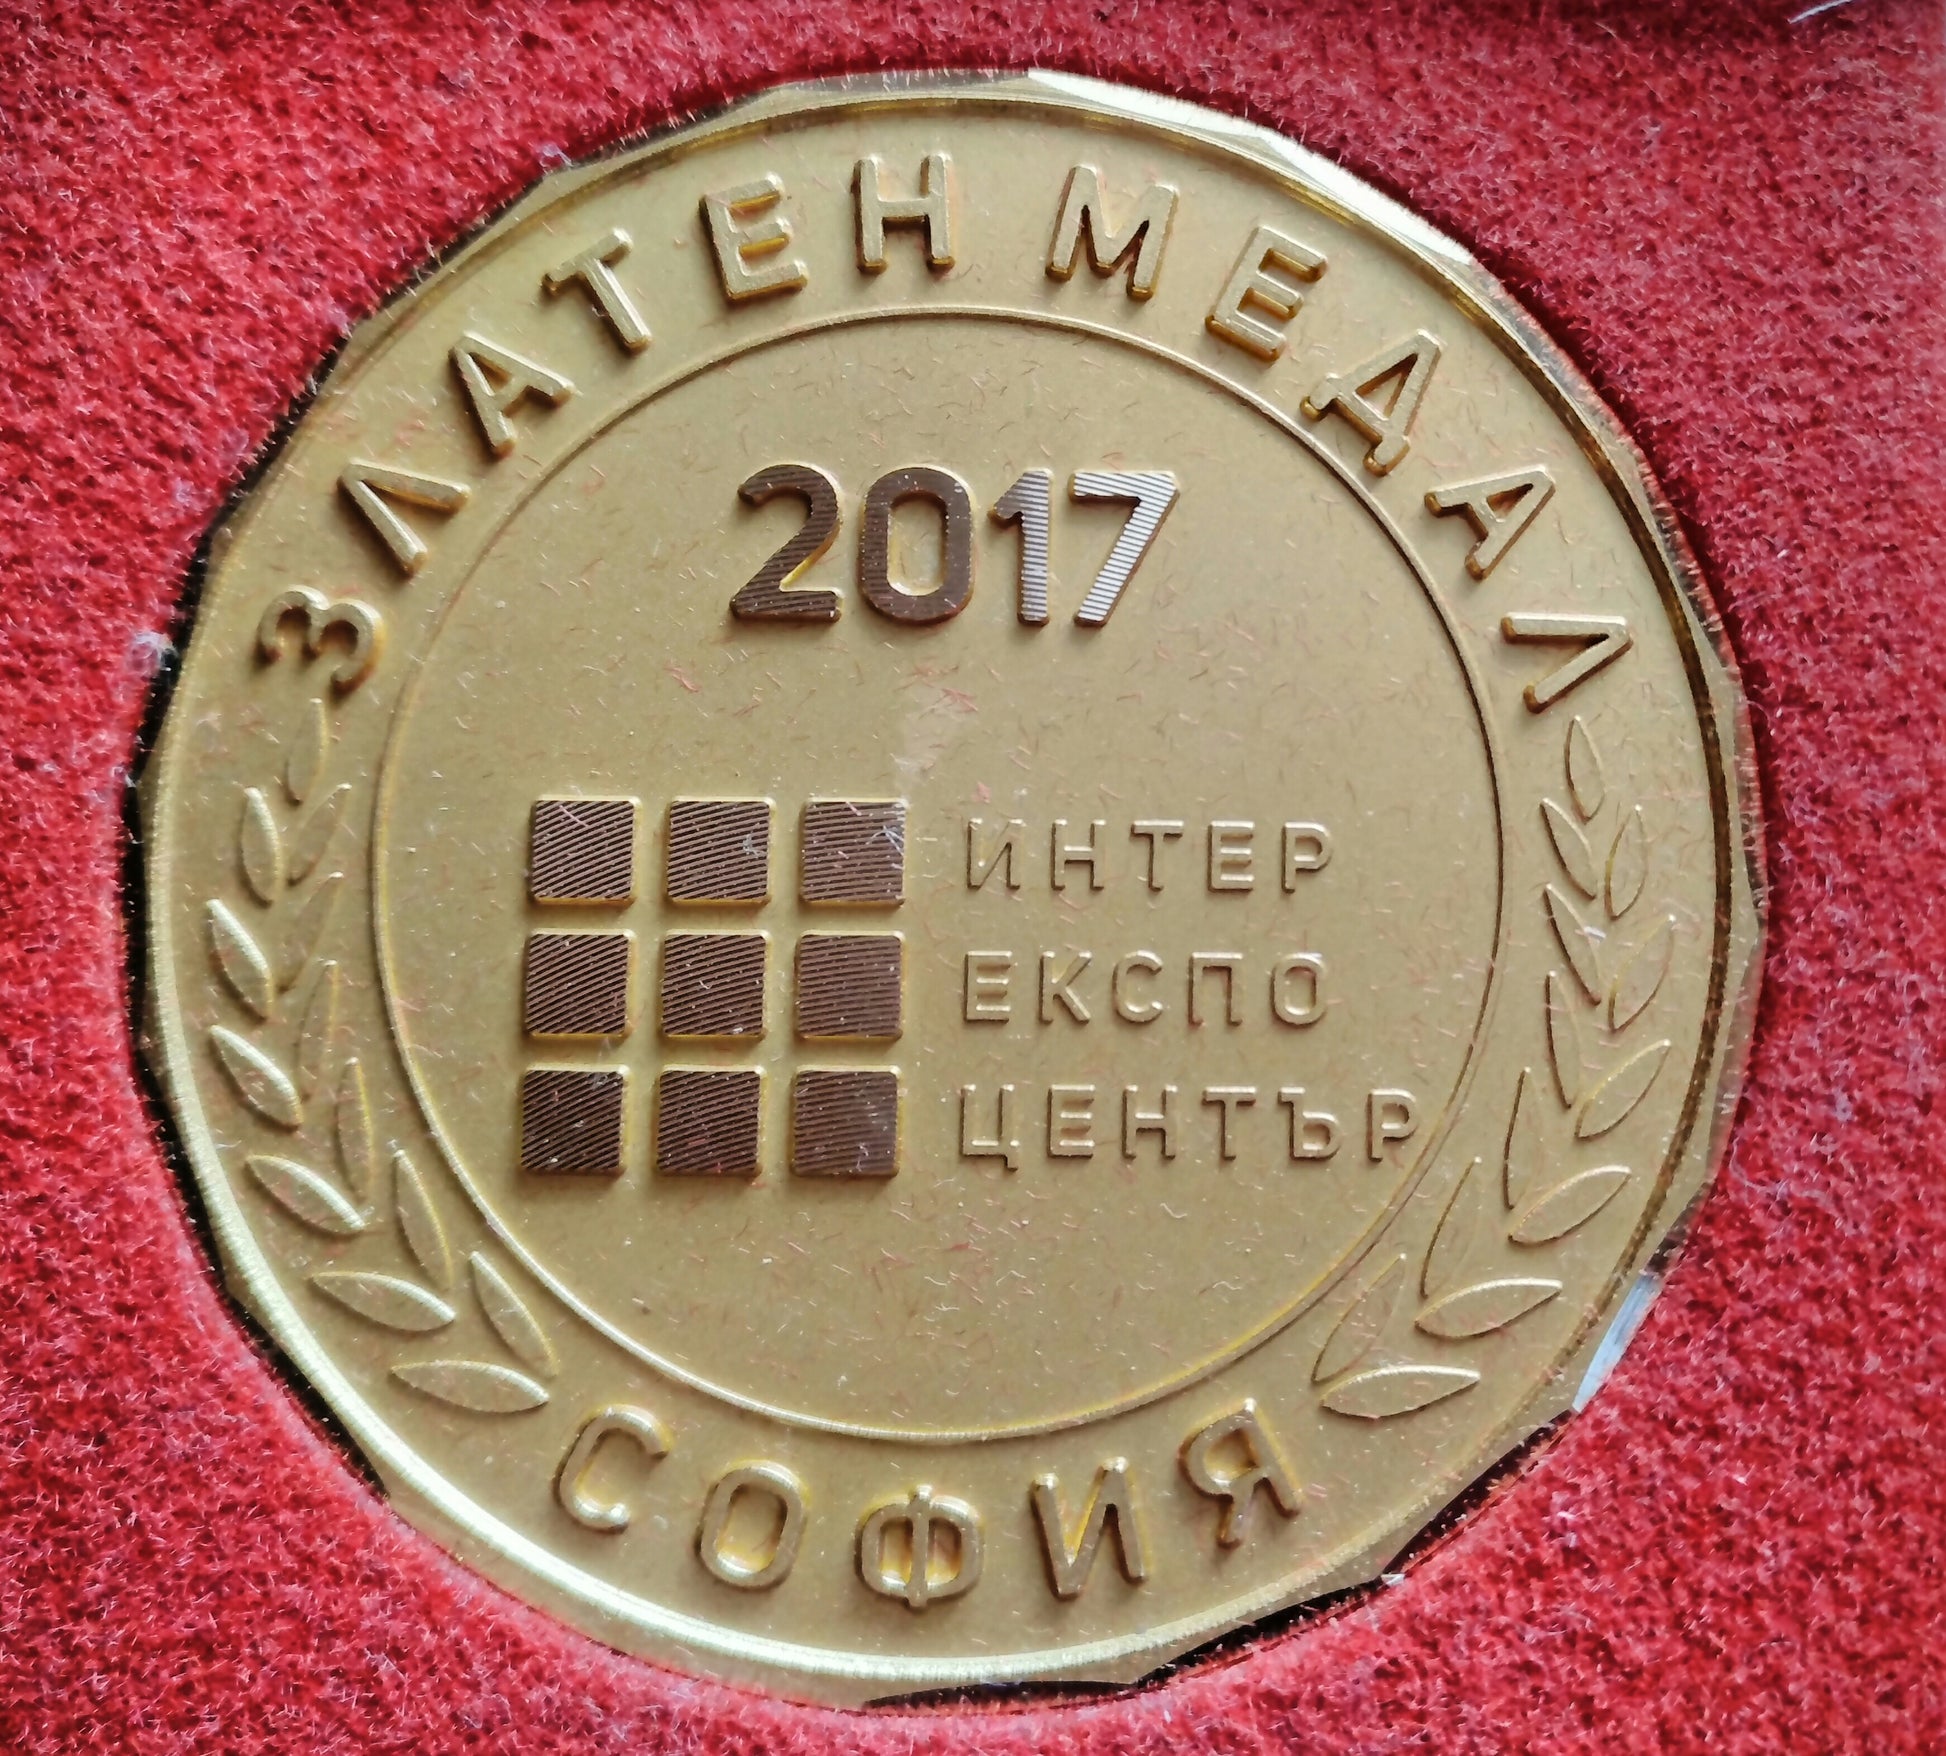 ЗЛАТЕН МЕДАЛ
2017
ИНТЕР
ЕКСПО
ЦЕНТЪР
СОФИЯ